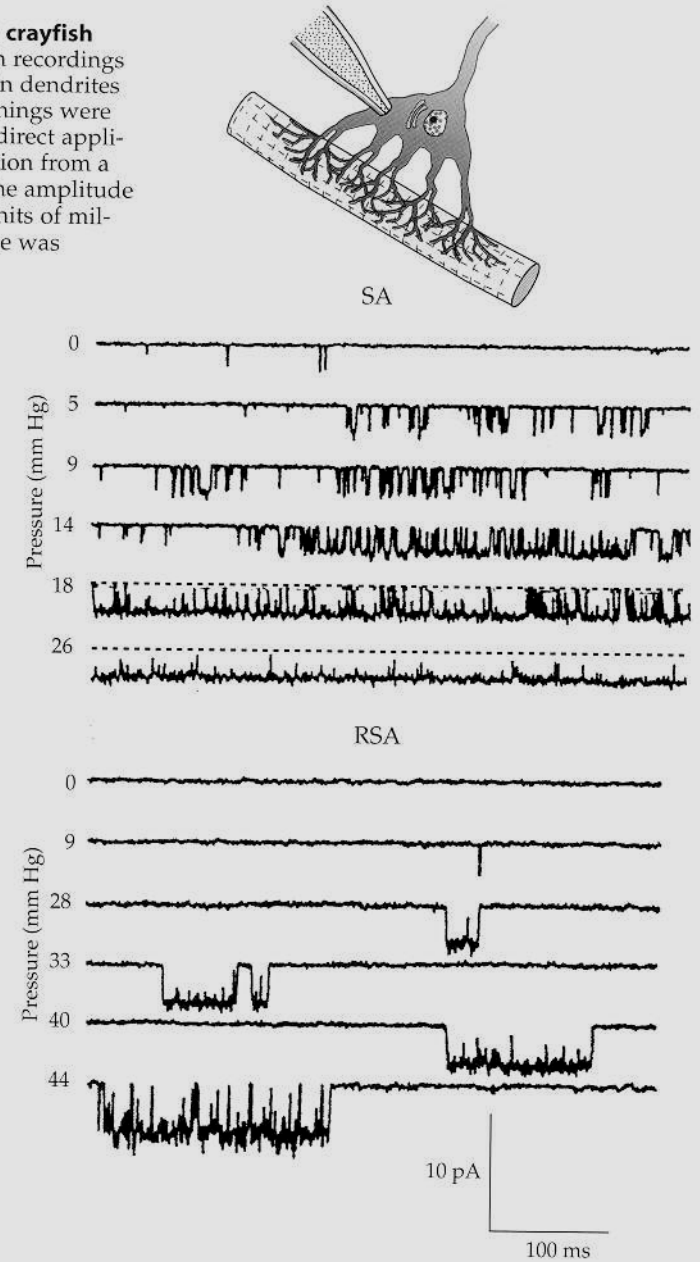 crayfish
n recordings
n dendrites
nings were
direct appli-
ion from a
ne amplitude
nits of mil-
e was
SA
Pressure (mm Hg)
0
5
9
14
18
26
RSA
Pressure (mm Hg)
0
9
28
33
40
44
10 pA
100 ms